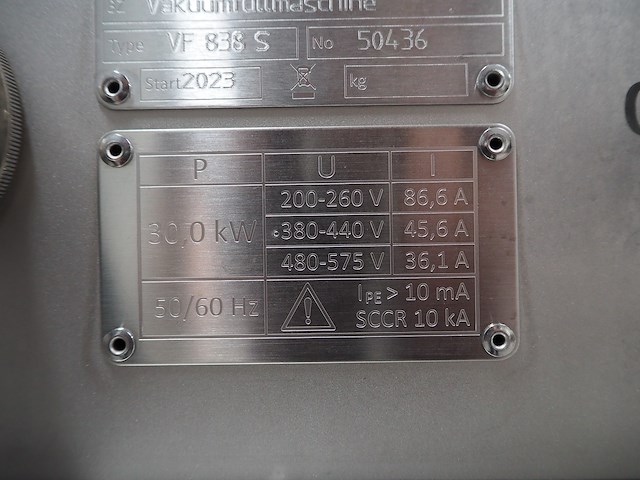 Vakuumfüllmaschine
Type VF 838 S No 50436
Start 2023 kg
P U I
30,0 kW
200-260 V 86,6 A
380-440 V 45,6 A
480-575 V 36,1 A
50/60 Hz
IPE > 10 mA
SCCR 10 kA